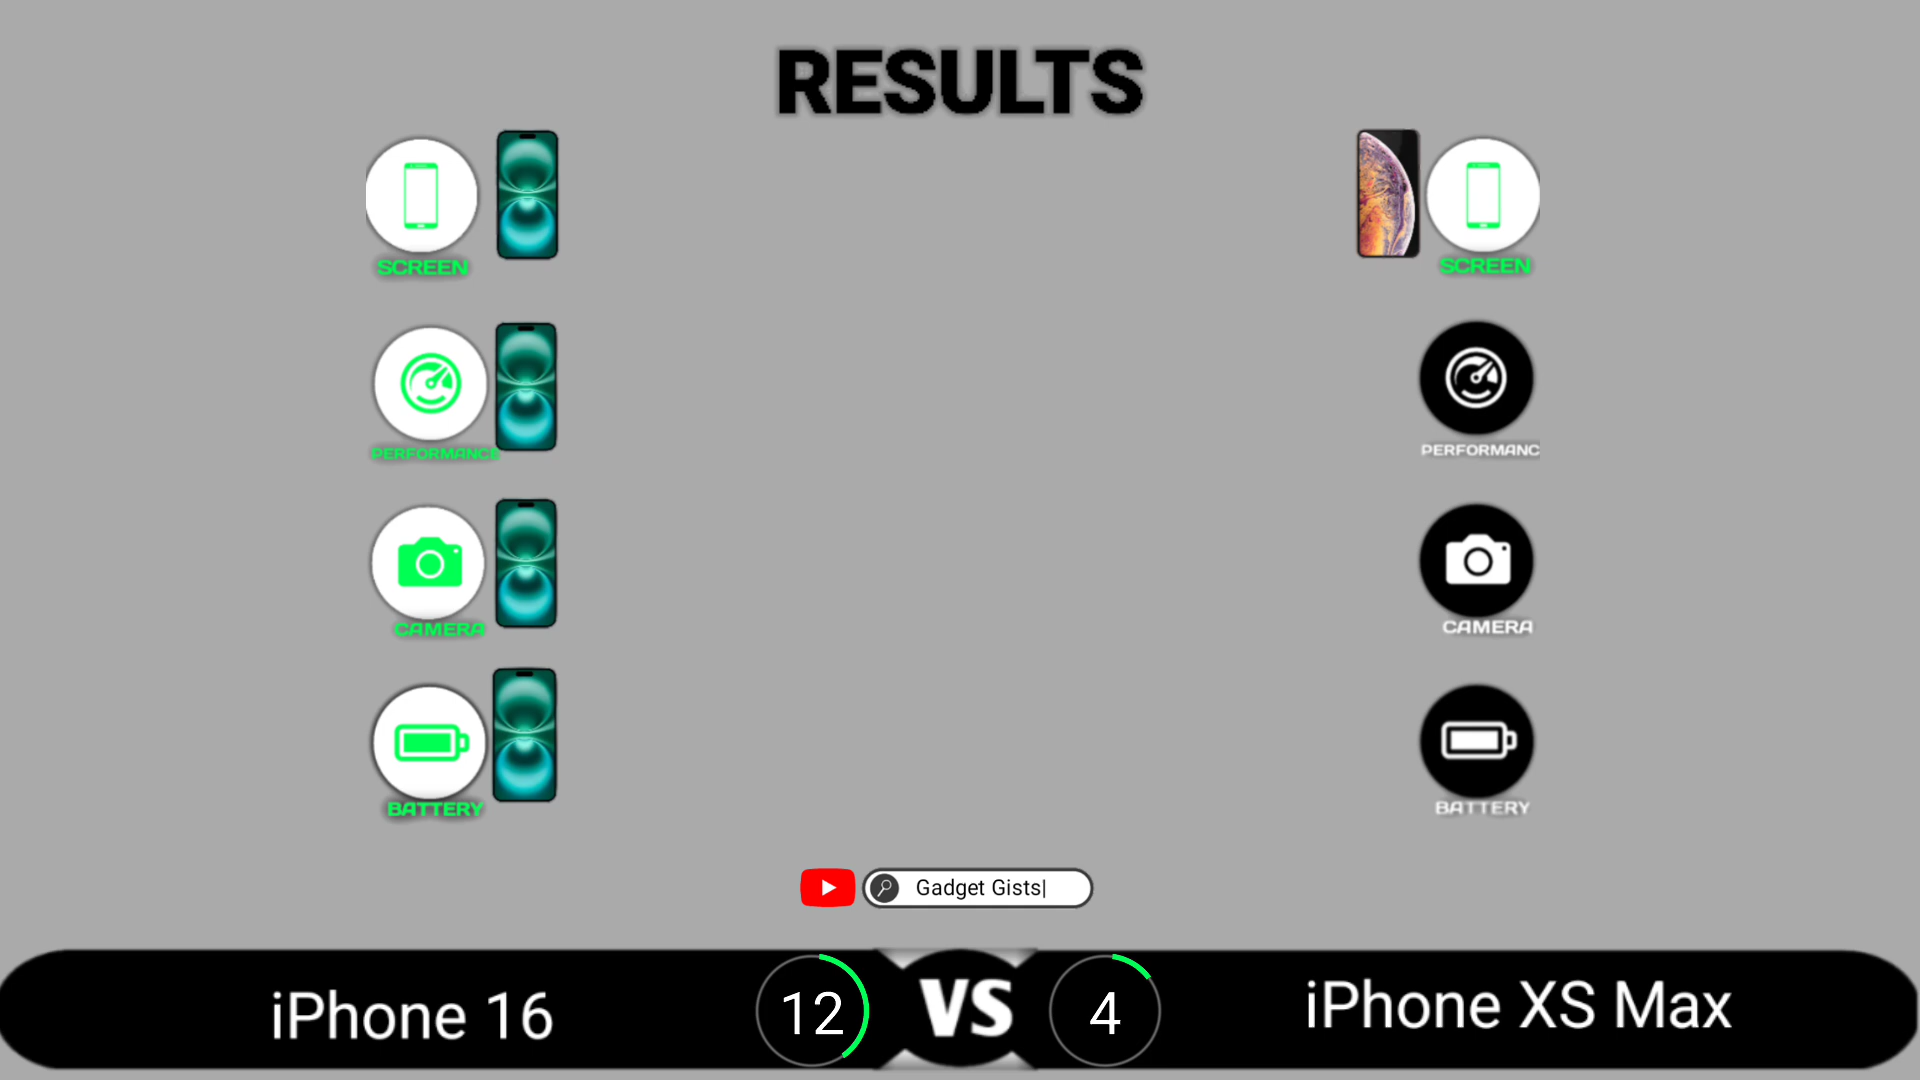 RESULTS
SCREEN
SCREEN
PERFORMANCE
PERFORMANC
CAMERA
CAMERA
BATTERY
BATTERY
Gadget Gists|
iPhone 16
12
VS
4
iPhone XS Max